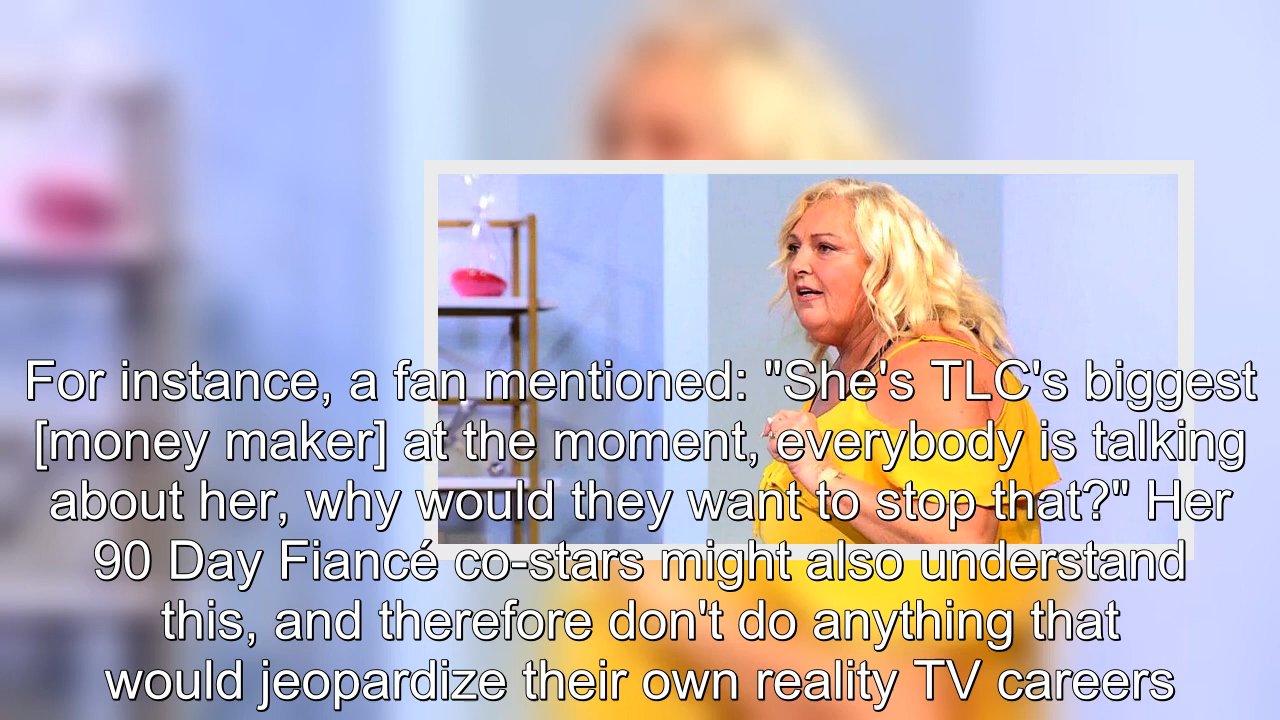 For instance, a fan mentioned: "She's TLC's biggest
[money maker] at the moment, everybody is talking
about her, why would they want to stop that?" Her
90 Day Fiancé co-stars might also understand
this, and therefore don't do anything that
would jeopardize their own reality TV careers